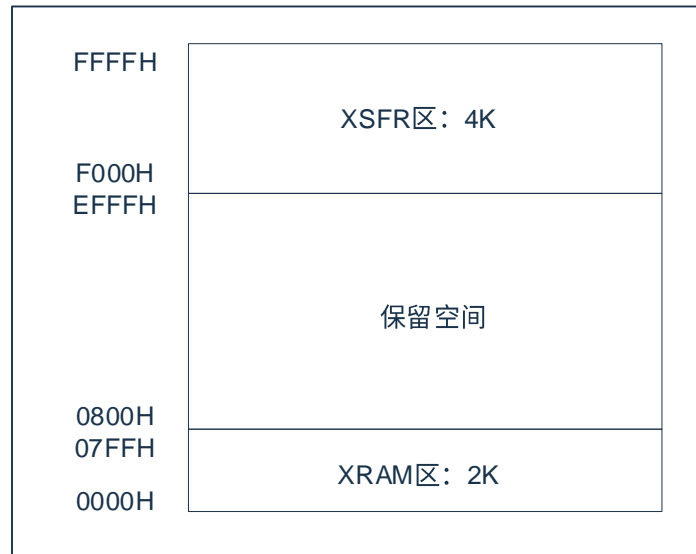 FFFFH
XSFR区：4K
F000H
EFFFH
保留空间
0800H
07FFH
XRAM区：2K
0000H